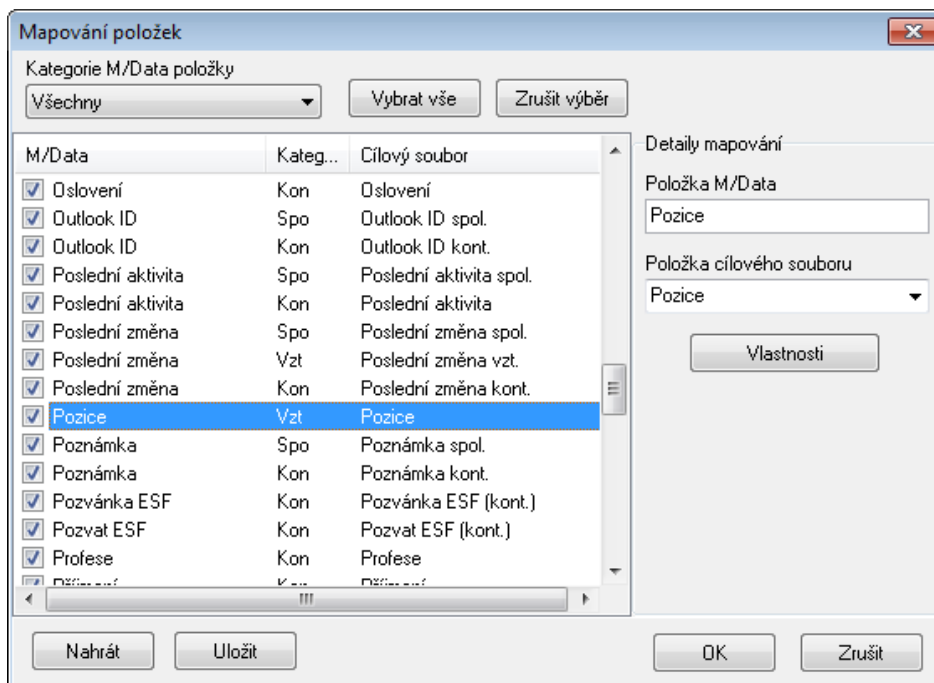 Mapování položek
Kategorie M/Data položky
Všechny
Vybrat vše
Zrušit výběr
M/Data Kateg... Cílový soubor
Oslovení Kon Oslovení
Outlook ID Spo Outlook ID spol.
Outlook ID Kon Outlook ID kont.
Poslední aktivita Spo Poslední aktivita spol.
Poslední aktivita Kon Poslední aktivita
Poslední změna Spo Poslední změna spol.
Poslední změna Vzt Poslední změna vzt.
Poslední změna Kon Poslední změna kont.
Pozice Vzt Pozice
Poznámka Spo Poznámka spol.
Poznámka Kon Poznámka kont.
Pozvánka ESF Kon Pozvánka ESF (kont.)
Pozvat ESF Kon Pozvat ESF (kont.)
Profese Kon Profese
Příjmení Kon Příjmení
Detaily mapování
Položka M/Data
Pozice
Položka cílového souboru
Pozice
Vlastnosti
Nahrát
Uložit
OK
Zrušit